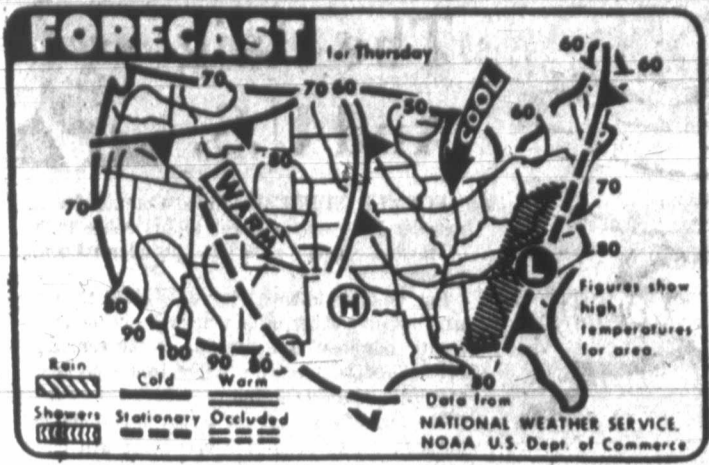 FORECAST
for Thursday
60
60
70
70 60
50
COOL
60
80
WARM
70
70
80
L
H
80
90
100
90
80
80
Figures show
high
temperatures
for area.
Rain
Cold
Warm
Showers
Stationary
Occluded
Data from
NATIONAL WEATHER SERVICE,
NOAA U.S. Dept. of Commerce